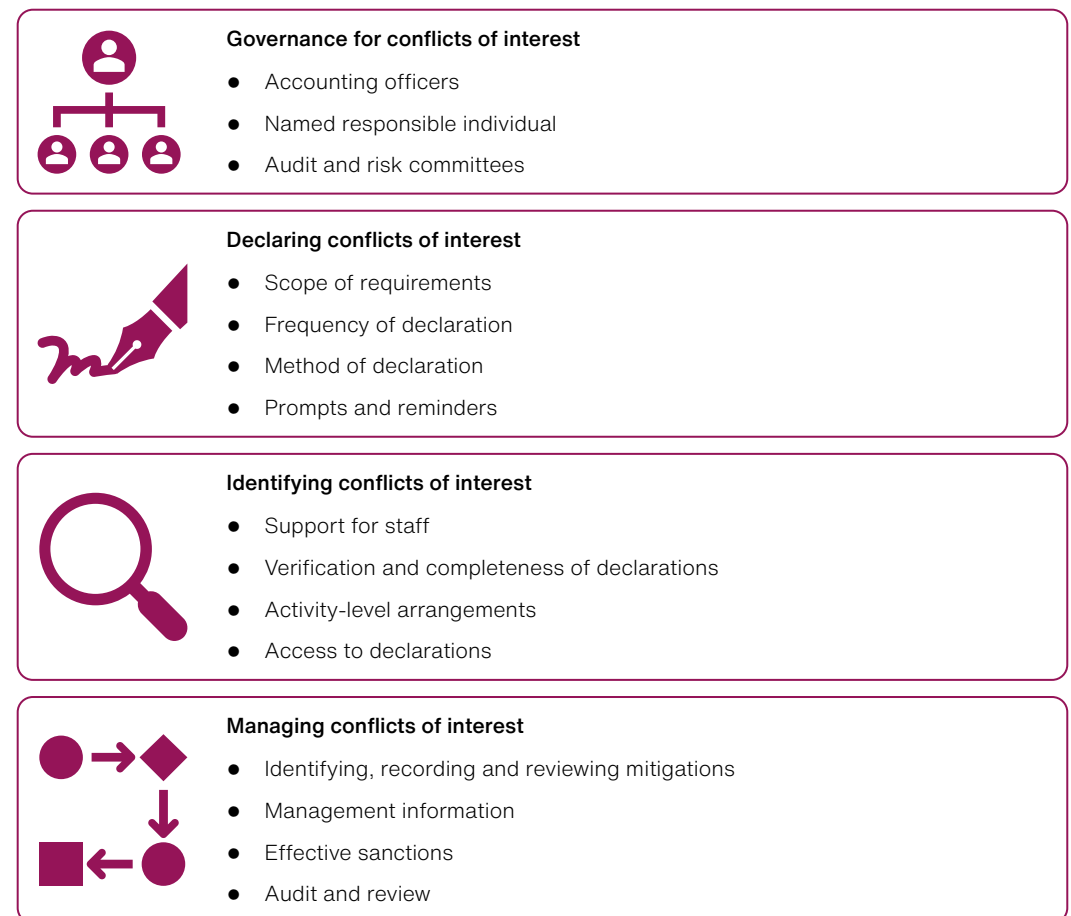 Governance for conflicts of interest
● Accounting officers
● Named responsible individual
● Audit and risk committees
Declaring conflicts of interest
● Scope of requirements
● Frequency of declaration
● Method of declaration
● Prompts and reminders
Identifying conflicts of interest
● Support for staff
● Verification and completeness of declarations
● Activity-level arrangements
● Access to declarations
Managing conflicts of interest
● Identifying, recording and reviewing mitigations
● Management information
● Effective sanctions
● Audit and review